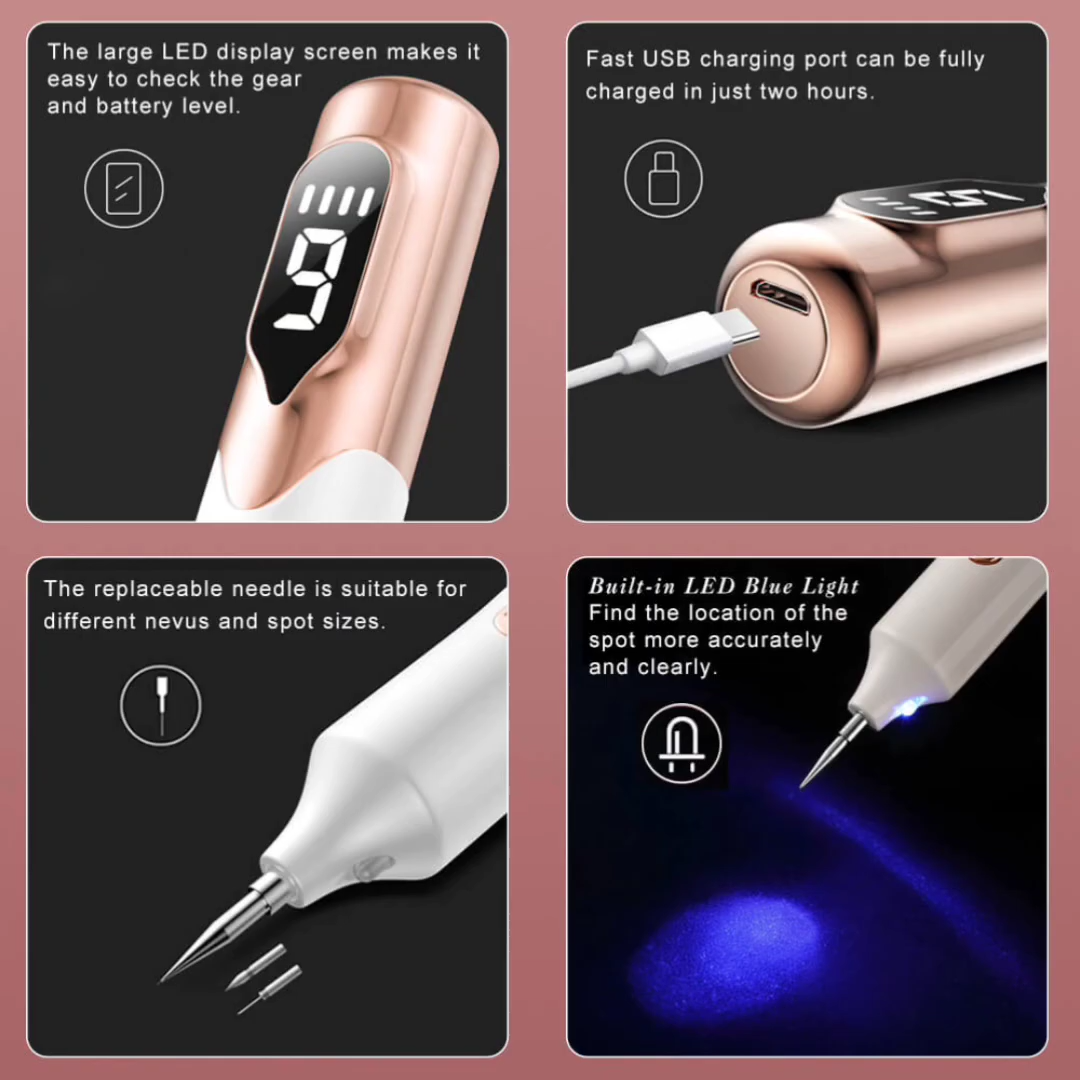 The large LED display screen makes it
easy to check the gear
and battery level.
9
Fast USB charging port can be fully
charged in just two hours.
The replaceable needle is suitable for
different nevus and spot sizes.
Built-in LED Blue Light
Find the location of the
spot more accurately
and clearly.